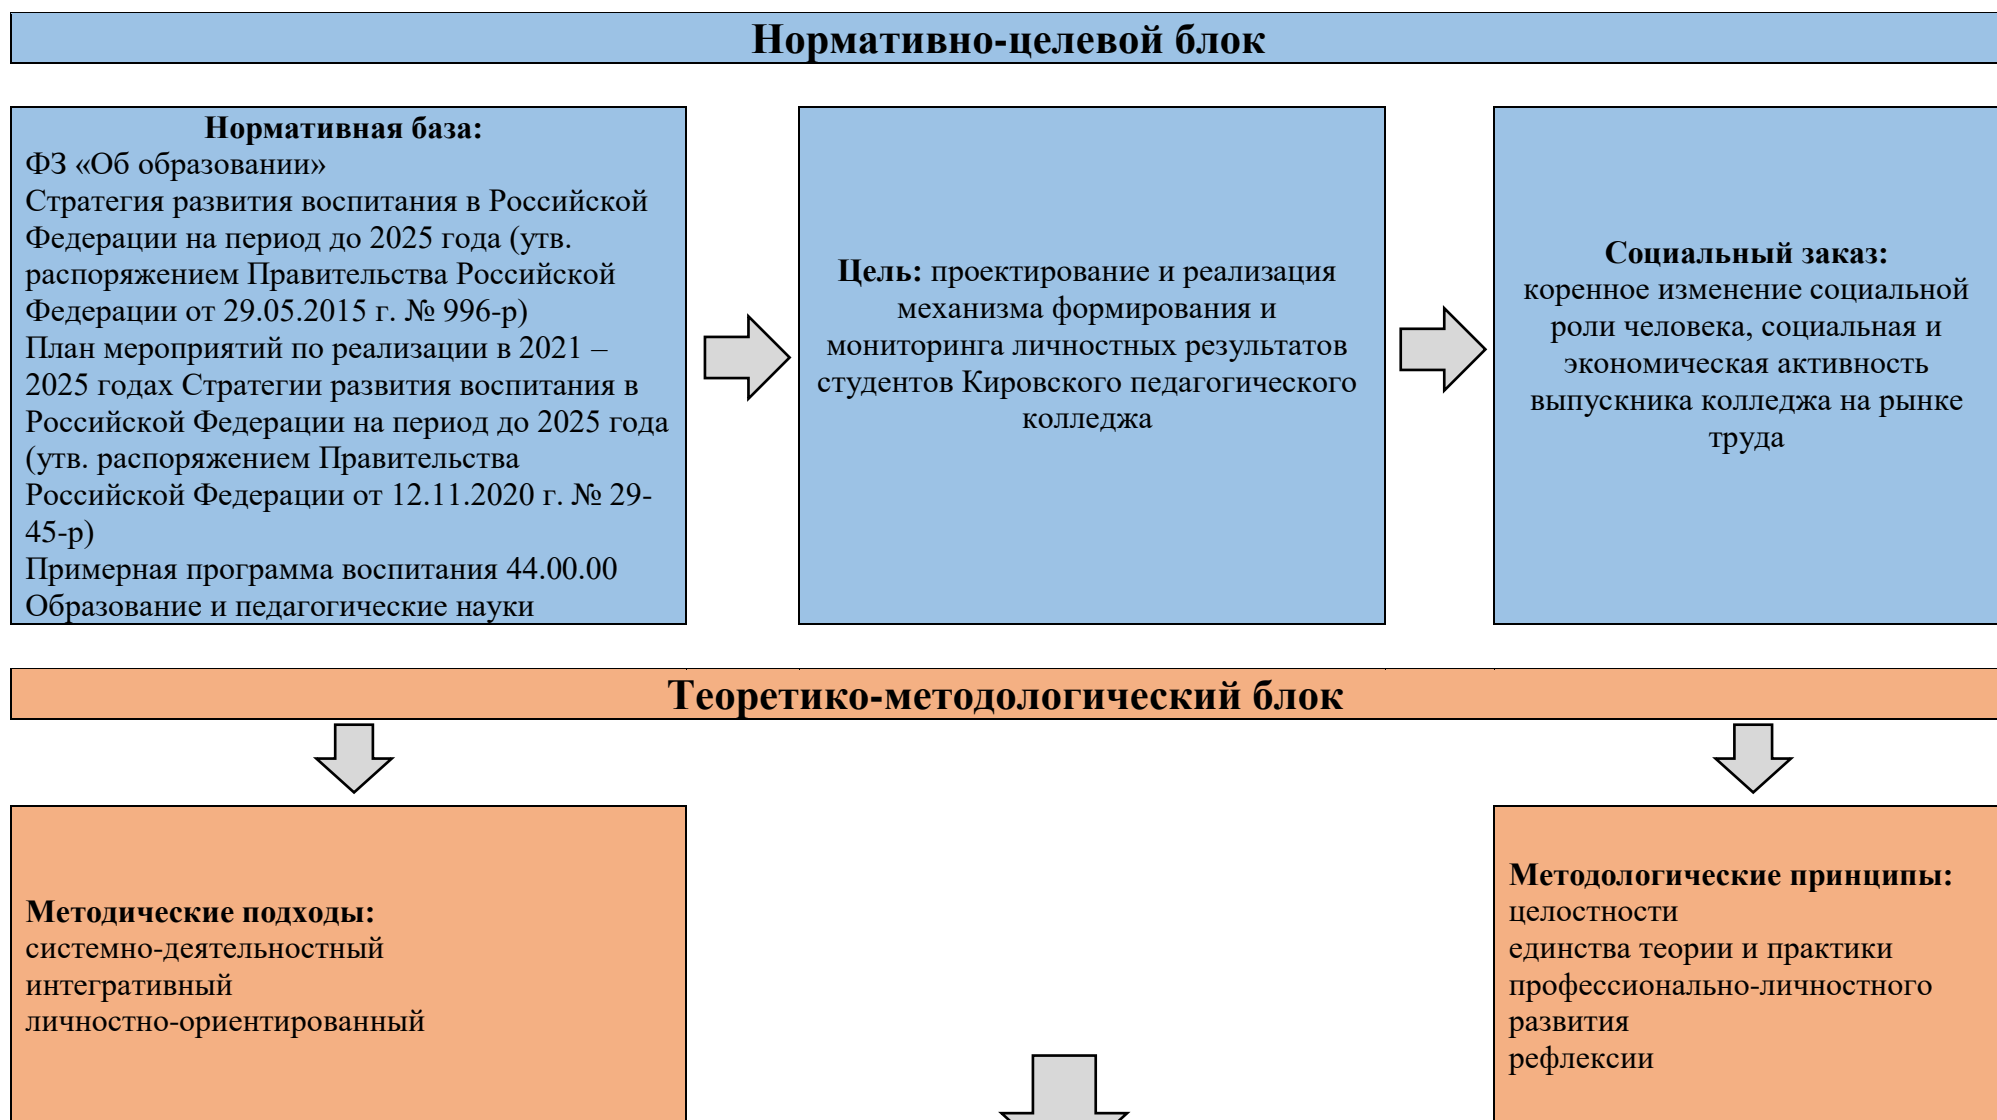 Нормативно-целевой блок
Нормативная база:
ФЗ «Об образовании»
Стратегия развития воспитания в Российской
Федерации на период до 2025 года (утв.
распоряжением Правительства Российской
Федерации от 29.05.2015 г. № 996-р)
План мероприятий по реализации в 2021 –
2025 годах Стратегии развития воспитания в
Российской Федерации на период до 2025 года
(утв. распоряжением Правительства
Российской Федерации от 12.11.2020 г. № 29-
45-р)
Примерная программа воспитания 44.00.00
Образование и педагогические науки
Цель: проектирование и реализация
механизма формирования и
мониторинга личностных результатов
студентов Кировского педагогического
колледжа
Социальный заказ:
коренное изменение социальной
роли человека, социальная и
экономическая активность
выпускника колледжа на рынке
труда
Теоретико-методологический блок
Методические подходы:
системно-деятельностный
интегративный
личностно-ориентированный
Методологические принципы:
целостности
единства теории и практики
профессионально-личностного
развития
рефлексии